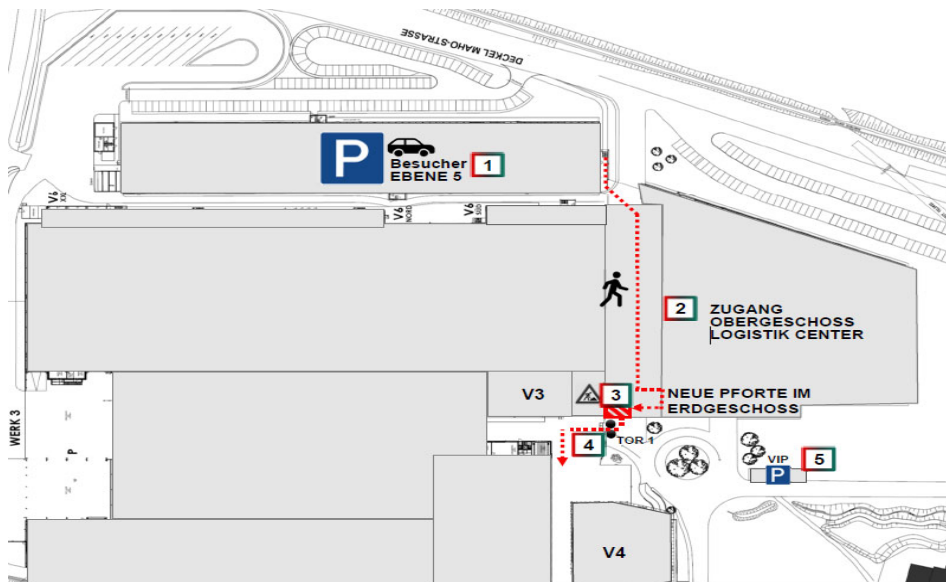 DECKEL MAHO-STRASSE
P
Besucher
EBENE 5
1
V6
XXL
V6
NORD
V6
SÜD
2
ZUGANG
OBERGESCHOSS
LOGISTIK CENTER
V3
3
NEUE PFORTE IM
ERDGESCHOSS
WERK 3
P
4
TOR 1
VIP
P
5
V4